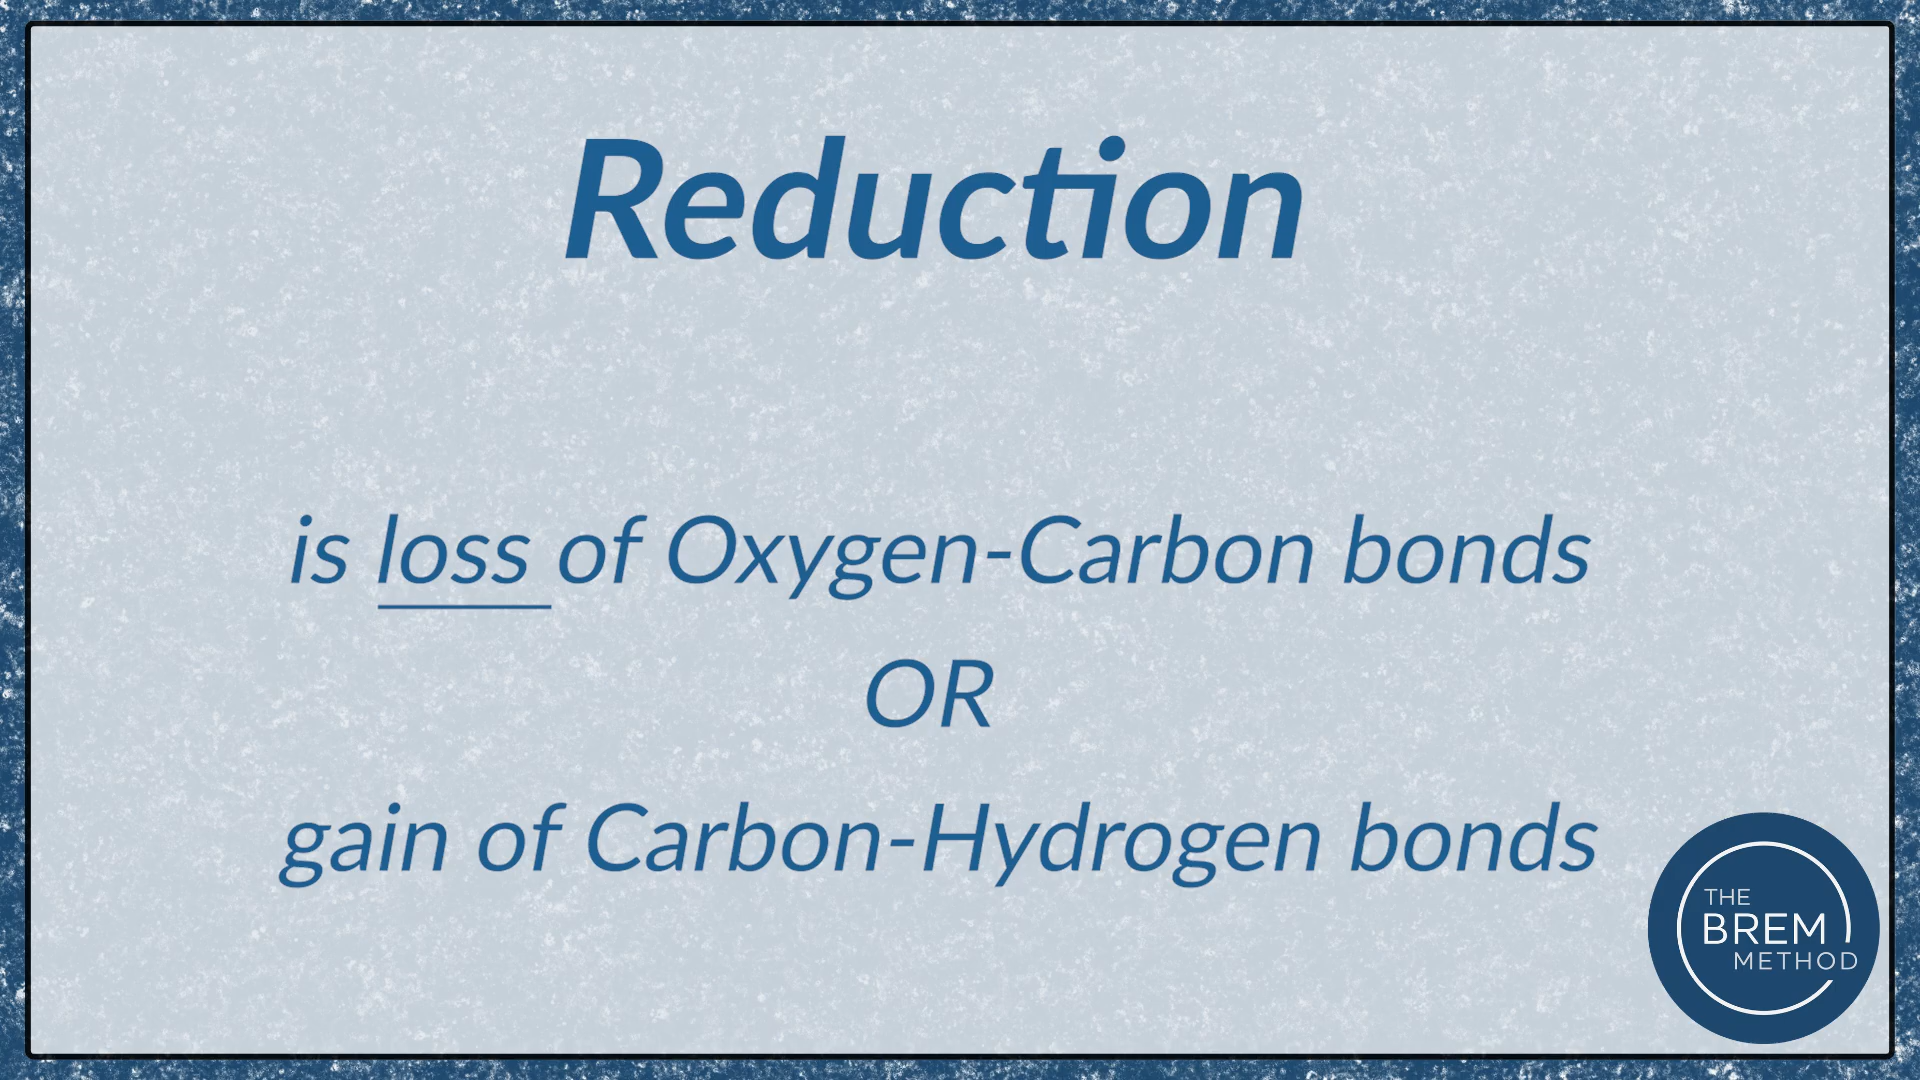 Reduction
is loss of Oxygen-Carbon bonds
OR
gain of Carbon-Hydrogen bonds
THE
BREM
METHOD